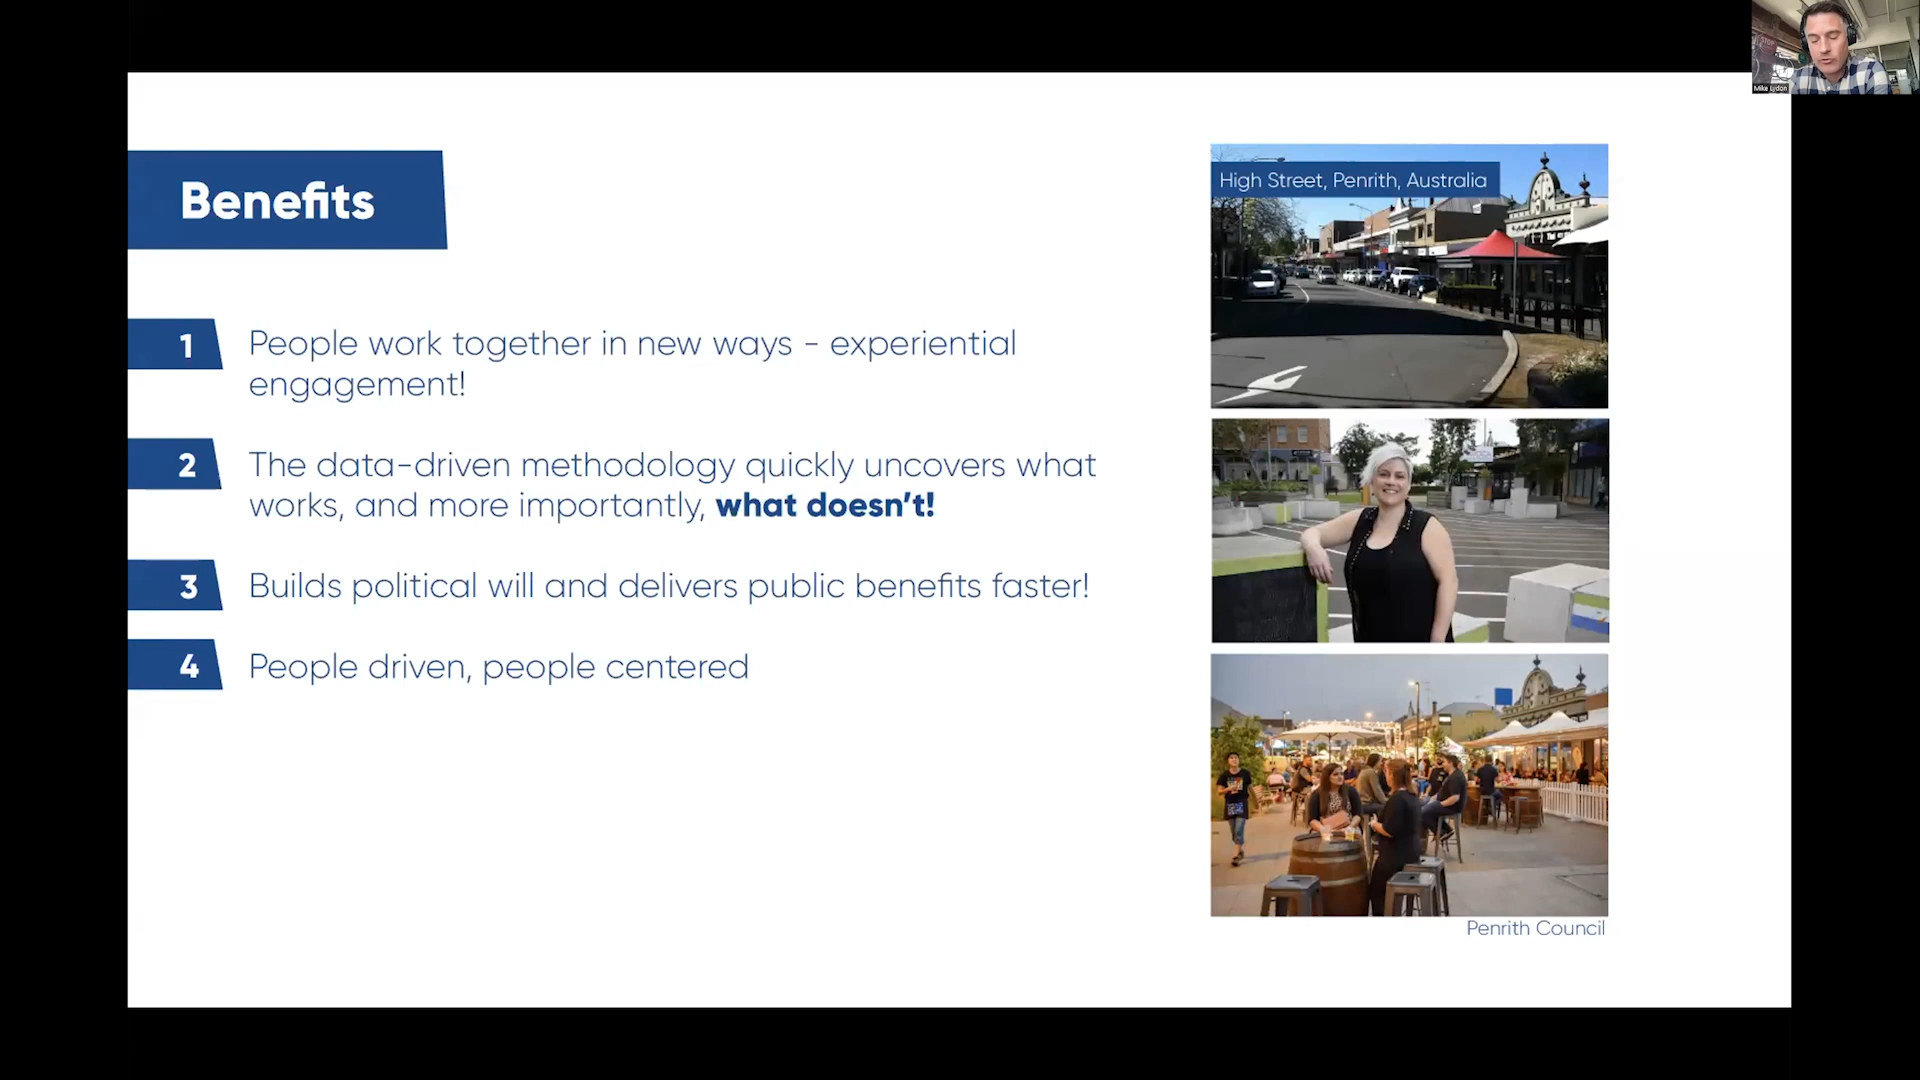 Mike Lydon
Benefits
High Street, Penrith, Australia
1
People work together in new ways - experiential
engagement!
2
The data-driven methodology quickly uncovers what
works, and more importantly, what doesn't!
3
Builds political will and delivers public benefits faster!
4
People driven, people centered
Penrith Council